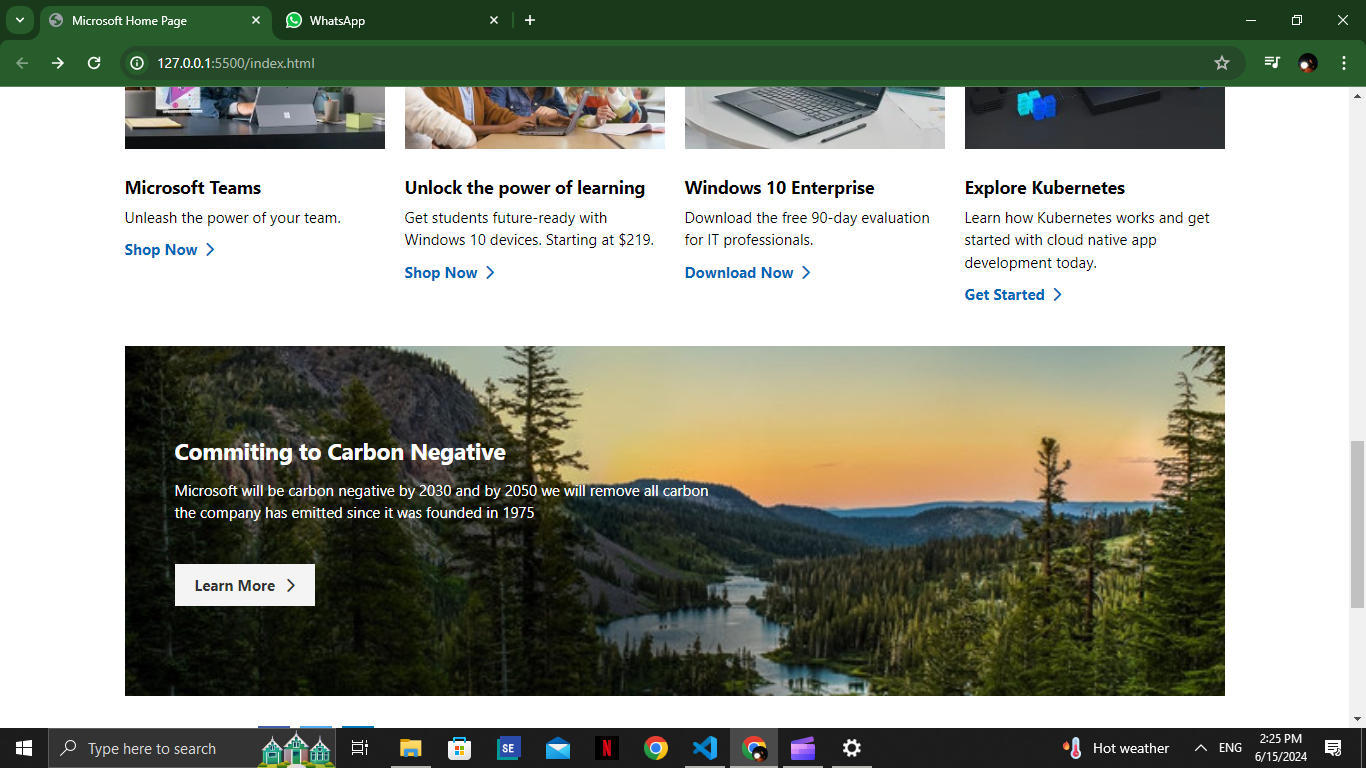 Microsoft Home Page
WhatsApp
127.0.0.1:5500/index.html
Microsoft Teams
Unleash the power of your team.
Shop Now
Unlock the power of learning
Get students future-ready with
Windows 10 devices. Starting at $219.
Shop Now
Windows 10 Enterprise
Download the free 90-day evaluation
for IT professionals.
Download Now
Explore Kubernetes
Learn how Kubernetes works and get
started with cloud native app
development today.
Get Started
Commiting to Carbon Negative
Microsoft will be carbon negative by 2030 and by 2050 we will remove all carbon
the company has emitted since it was founded in 1975
Learn More
Type here to search
SE
N
Hot weather
ENG
2:25 PM
6/15/2024